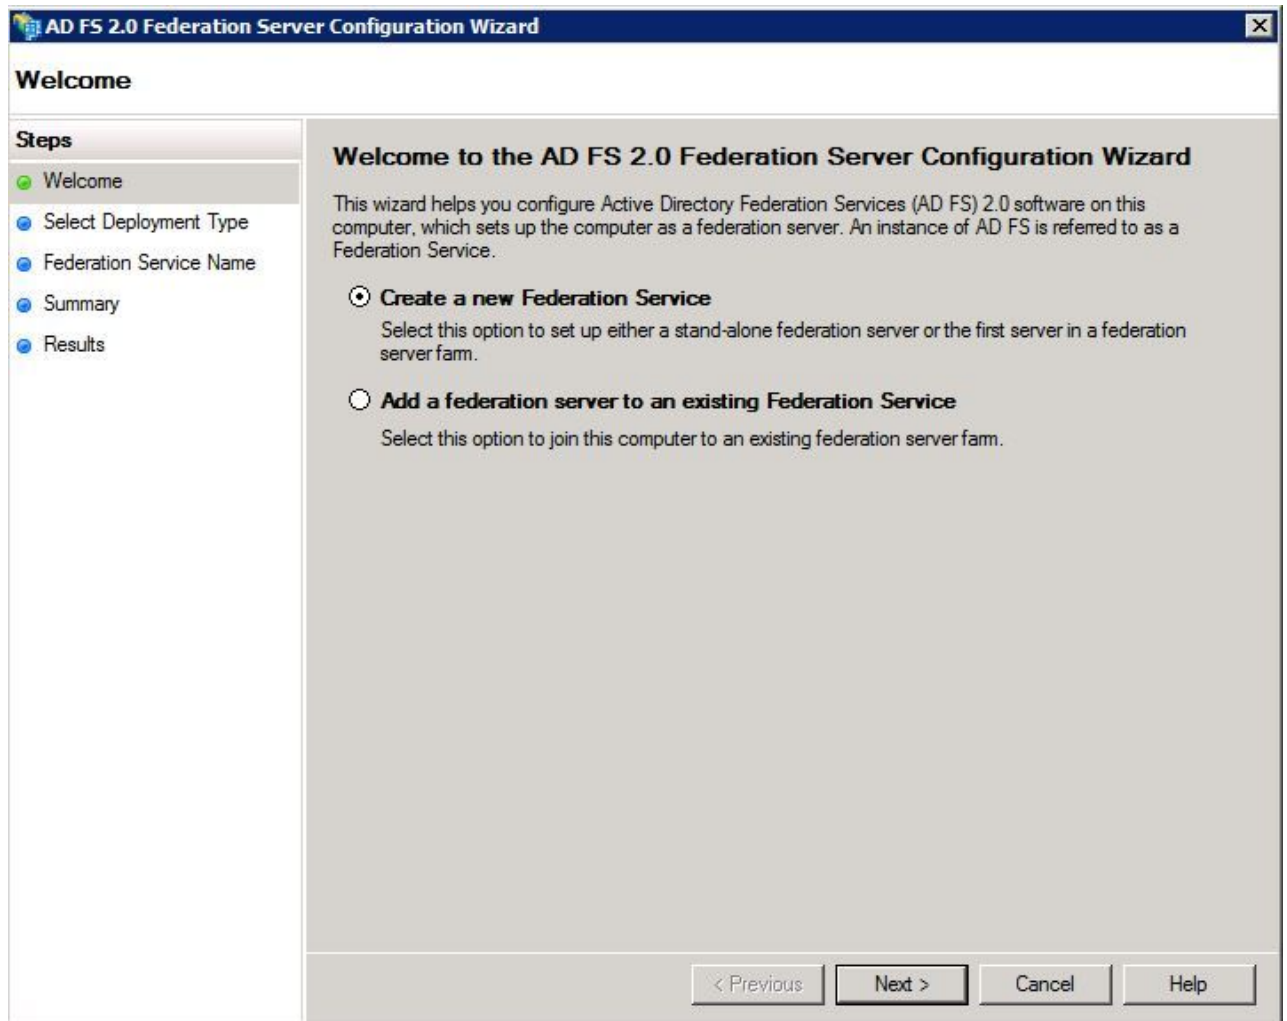 AD FS 2.0 Federation Server Configuration Wizard
Welcome
Steps
Welcome
Select Deployment Type
Federation Service Name
Summary
Results
Welcome to the AD FS 2.0 Federation Server Configuration Wizard
This wizard helps you configure Active Directory Federation Services (AD FS) 2.0 software on this
computer, which sets up the computer as a federation server. An instance of AD FS is referred to as a
Federation Service.
Create a new Federation Service
Select this option to set up either a stand-alone federation server or the first server in a federation
server farm.
Add a federation server to an existing Federation Service
Select this option to join this computer to an existing federation server farm.
< Previous
Next >
Cancel
Help